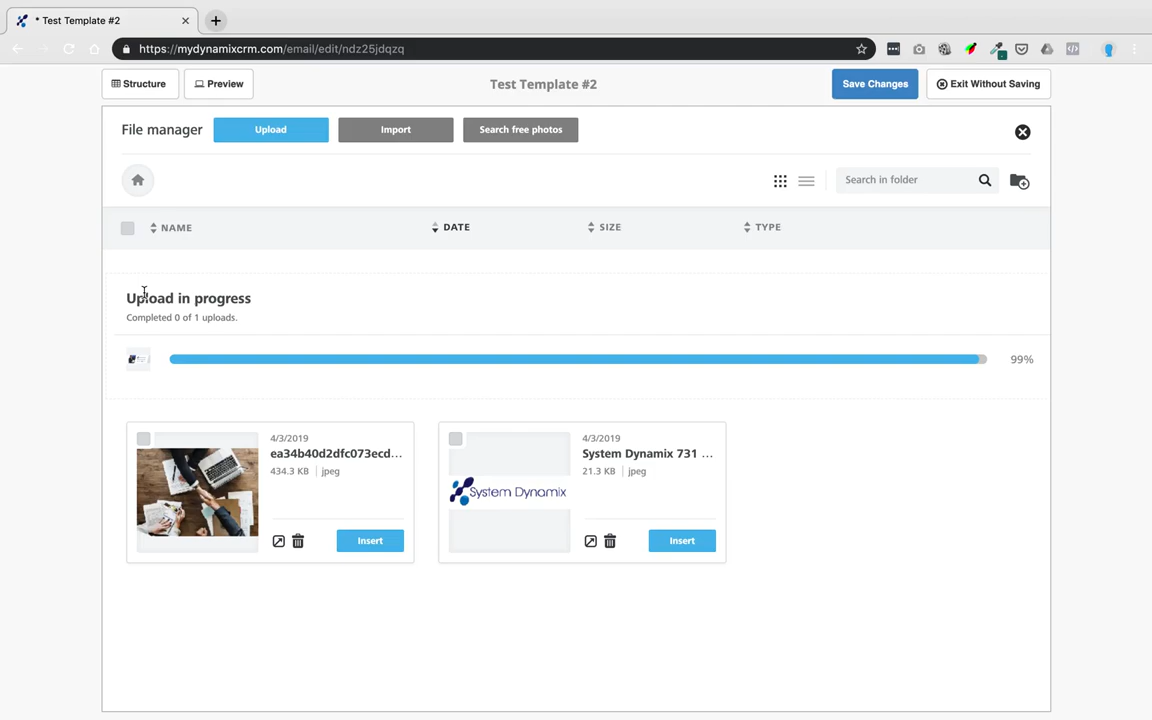 * Test Template #2
https://mydynamixcrm.com/email/edit/ndz25jdqzq
Structure
Preview
Test Template #2
Save Changes
Exit Without Saving
File manager
Upload
Import
Search free photos
Search in folder
NAME
DATE
SIZE
TYPE
Upload in progress
Completed 0 of 1 uploads.
99%
4/3/2019
ea34b40d2dfc073ecd...
434.3 KB | jpeg
Insert
System Dynamix
4/3/2019
System Dynamix 731 ...
21.3 KB | jpeg
Insert